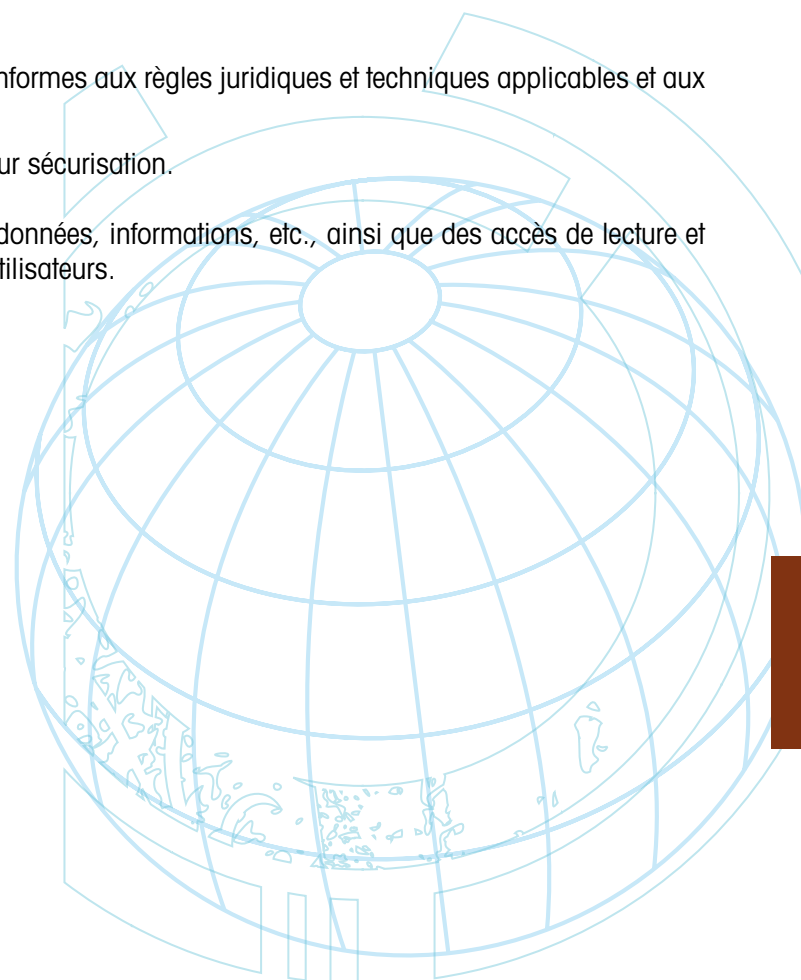 nformes aux règles juridiques et techniques applicables et aux
ur sécurisation.
données, informations, etc., ainsi que des accès de lecture et
tilisateurs.